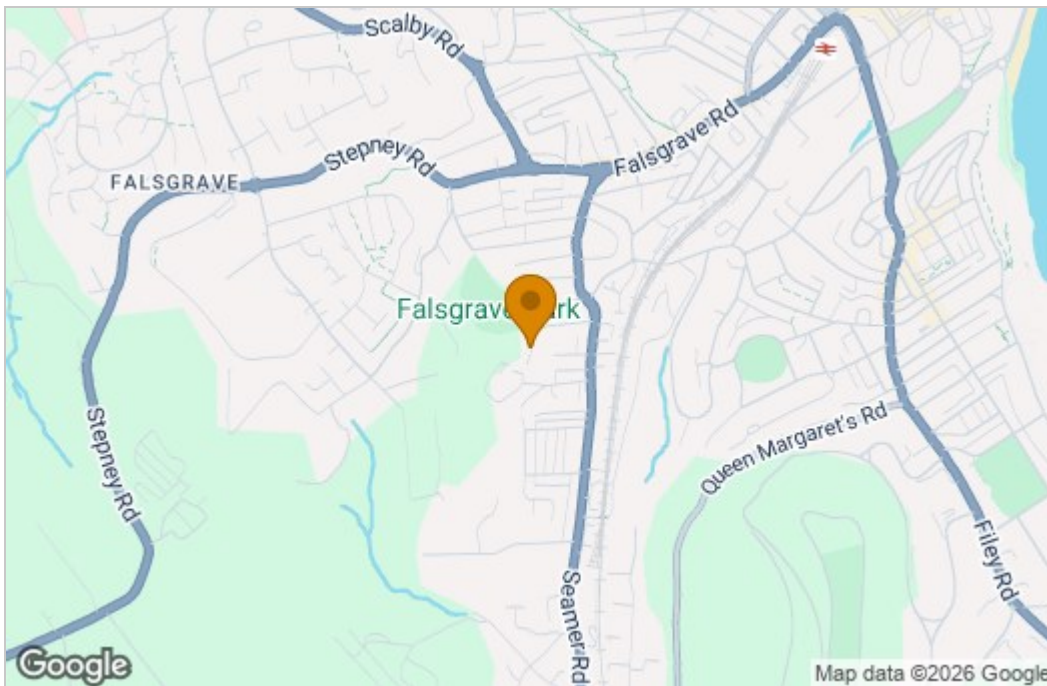 Scalby Rd
Falsgrave Rd
Stepney Rd
FALSGRAVE
Falsgrave Park
Stepney Rd
Queen Margaret's Rd
Filey Rd
Seamer Rd
Google
Map data ©2026 Google